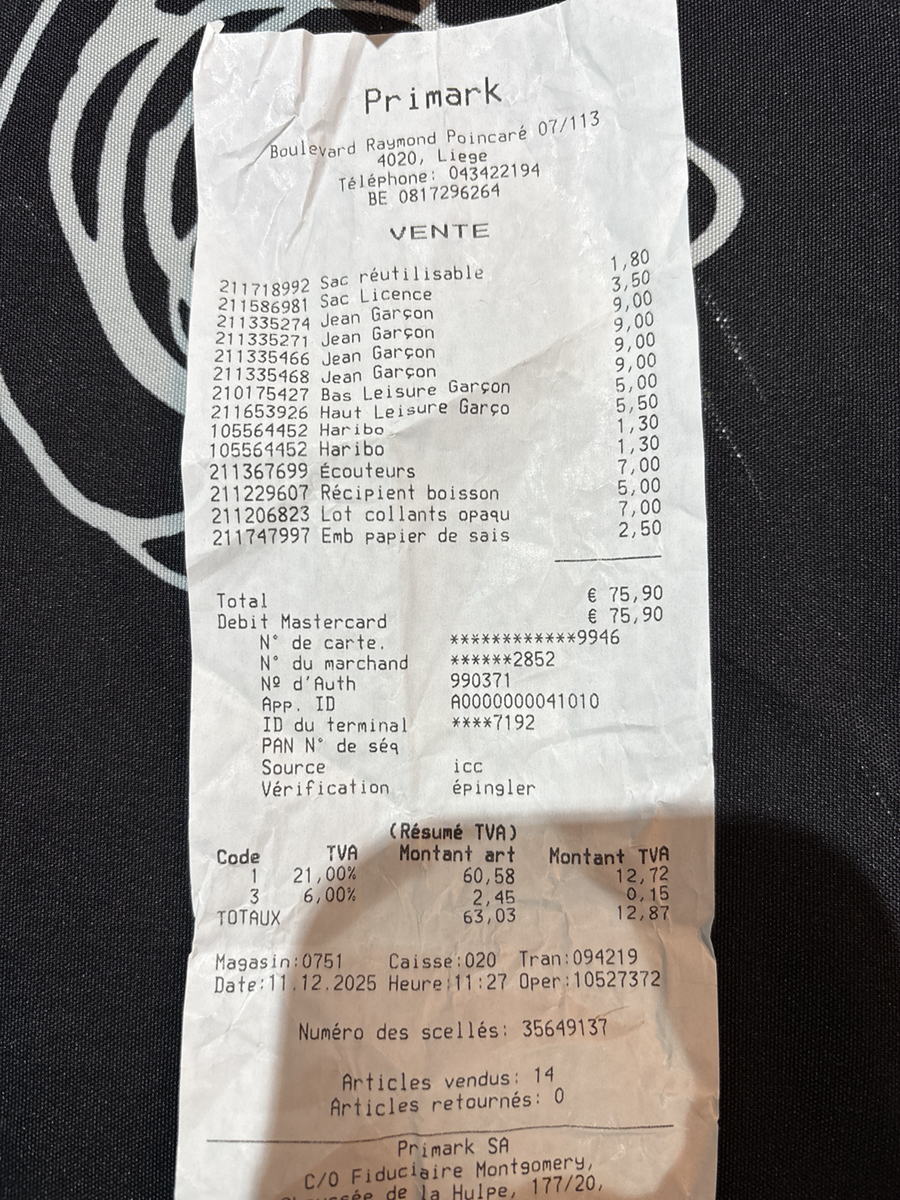 Primark
Boulevard Raymond Poincaré 07/113
4020, Liege
Téléphone: 043422194
BE 0817296264
VENTE
211718992 Sac réutilisable 1,80
211586981 Sac Licence 3,50
211335274 Jean Garçon 9,00
211335271 Jean Garçon 9,00
211335466 Jean Garçon 9,00
211335468 Jean Garçon 9,00
210175427 Bas Leisure Garçon 5,00
211653926 Haut Leisure Garço 5,50
105564452 Haribo 1,30
105564452 Haribo 1,30
211367699 Écouteurs 7,00
211229607 Récipient boisson 5,00
211206823 Lot collants opaqu 7,00
211747997 Emb papier de sais 2,50
Total € 75,90
Debit Mastercard € 75,90
N° de carte. ************9946
N° du marchand ******2852
Nº d'Auth 990371
App. ID A0000000041010
ID du terminal ****7192
PAN N° de séq
Source icc
Vérification épingler
(Résumé TVA)
Code TVA Montant art Montant TVA
1 21,00% 60,58 12,72
3 6,00% 2,45 0,15
TOTAUX 63,03 12,87
Magasin:0751 Caisse:020 Tran:094219
Date:11.12.2025 Heure:11:27 Oper:10527372
Numéro des scellés: 35649137
Articles vendus: 14
Articles retournés: 0
Primark SA
C/O Fiduciaire Montgomery,
de la Hulpe, 177/20,